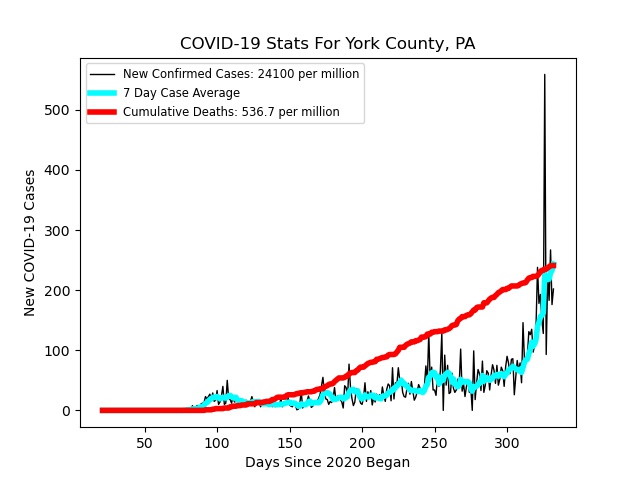 COVID-19 Stats For York County, PA
New Confirmed Cases: 24100 per million
7 Day Case Average
Cumulative Deaths: 536.7 per million
New COVID-19 Cases
500
400
300
200
100
0
50
100
150
200
250
300
Days Since 2020 Began